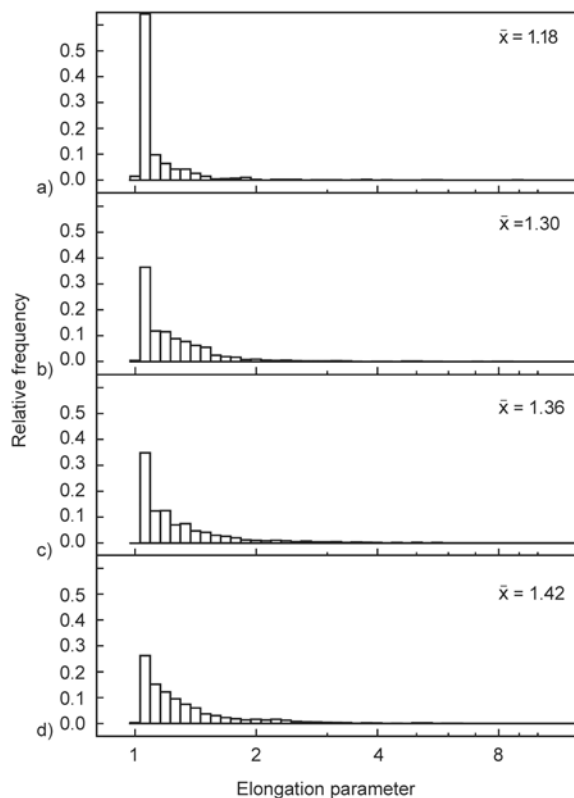 x̄ = 1.18
0.5
0.4
0.3
0.2
0.1
0.0
a)
x̄ =1.30
0.5
0.4
0.3
0.2
0.1
0.0
b)
x̄ = 1.36
0.5
0.4
0.3
0.2
0.1
0.0
c)
x̄ = 1.42
0.5
0.4
0.3
0.2
0.1
0.0
d)
1 2 4 8
Relative frequency
Elongation parameter